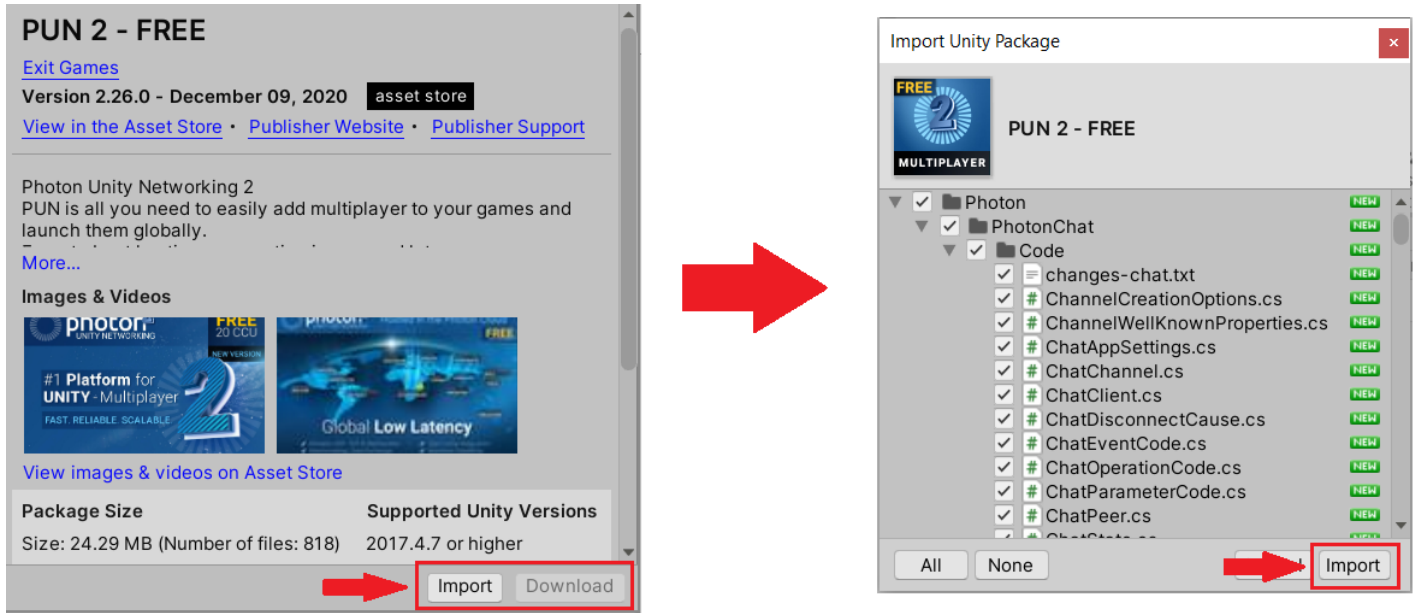 PUN 2 - FREE
Exit Games
Version 2.26.0 - December 09, 2020 asset store
View in the Asset Store • Publisher Website • Publisher Support
Photon Unity Networking 2
PUN is all you need to easily add multiplayer to your games and
launch them globally.
More...
Images & Videos
photon
UNITY NETWORKING
FREE
20 CCU
NEW VERSION
#1 Platform for
UNITY - Multiplayer
FAST RELIABLE SCALABLE
2
photon
FREE
Global Low Latency
View images & videos on Asset Store
Package Size
Size: 24.29 MB (Number of files: 818)
Supported Unity Versions
2017.4.7 or higher
Import Download
Import Unity Package
x
FREE
2
MULTIPLAYER
PUN 2 - FREE
Photon NEW
PhotonChat NEW
Code NEW
changes-chat.txt NEW
ChannelCreationOptions.cs NEW
ChannelWellKnownProperties.cs NEW
ChatAppSettings.cs NEW
ChatChannel.cs NEW
ChatClient.cs NEW
ChatDisconnectCause.cs NEW
ChatEventCode.cs NEW
ChatOperationCode.cs NEW
ChatParameterCode.cs NEW
ChatPeer.cs NEW
All None Import